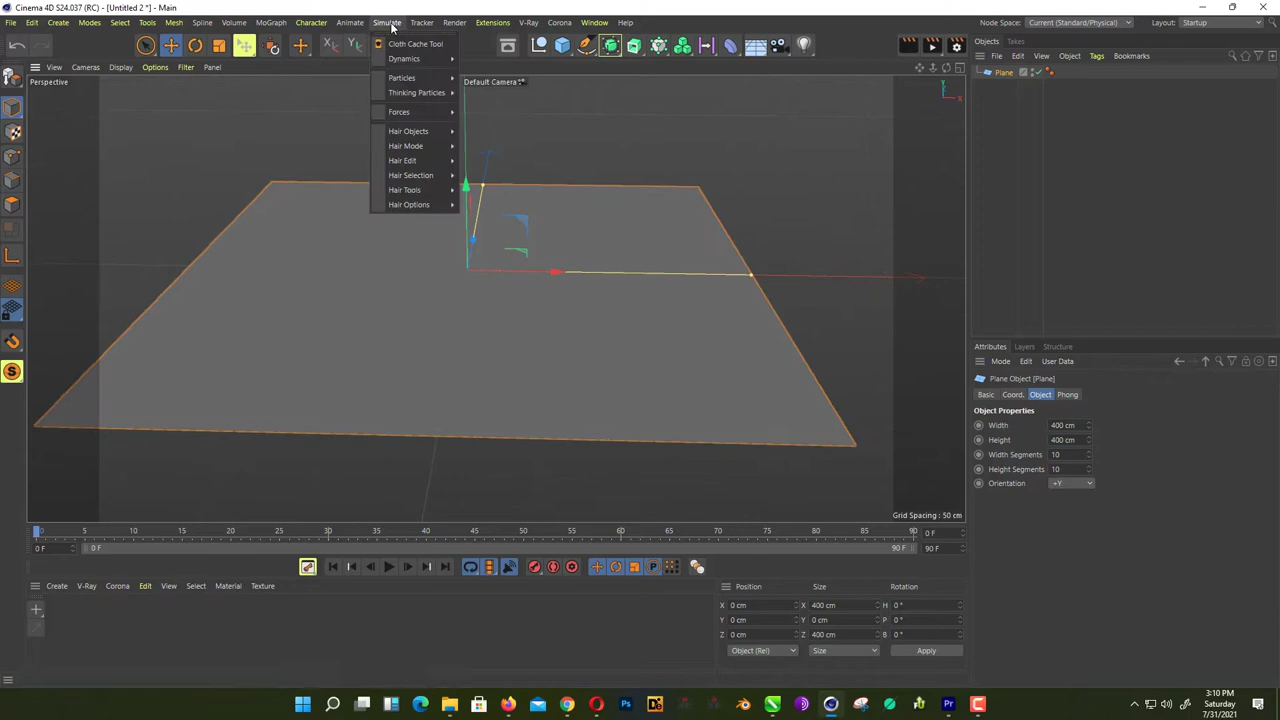 Cinema 4D S24.037 (RC) - [Untitled 2 *] - Main
File Edit Create Modes Select Tools Mesh Spline Volume MoGraph Character Animate Simulate Tracker Render Extensions V-Ray Corona Window Help
Node Space: Current (Standard/Physical)
Layout: Startup
Objects Takes
File Edit View Object Tags Bookmarks
Plane
View Cameras Display Options Filter Panel
Perspective
Default Camera
Cloth Cache Tool
Dynamics
Particles
Thinking Particles
Forces
Hair Objects
Hair Mode
Hair Edit
Hair Selection
Hair Tools
Hair Options
Y
X
Grid Spacing : 50 cm
Attributes Layers Structure
Mode Edit User Data
Plane Object [Plane]
Basic Coord. Object Phong
Object Properties
Width 400 cm
Height 400 cm
Width Segments 10
Height Segments 10
Orientation +Y
0 5 10 15 20 25 30 35 40 45 50 55 60 65 70 75 80 85 90
0 F
0 F 0 F 90 F 90 F
Create V-Ray Corona Edit View Select Material Texture
Position Size Rotation
X 0 cm X 400 cm H 0 °
Y 0 cm Y 0 cm P 0 °
Z 0 cm Z 400 cm B 0 °
Object (Rel) Size Apply
3:10 PM
Saturday
7/31/2021